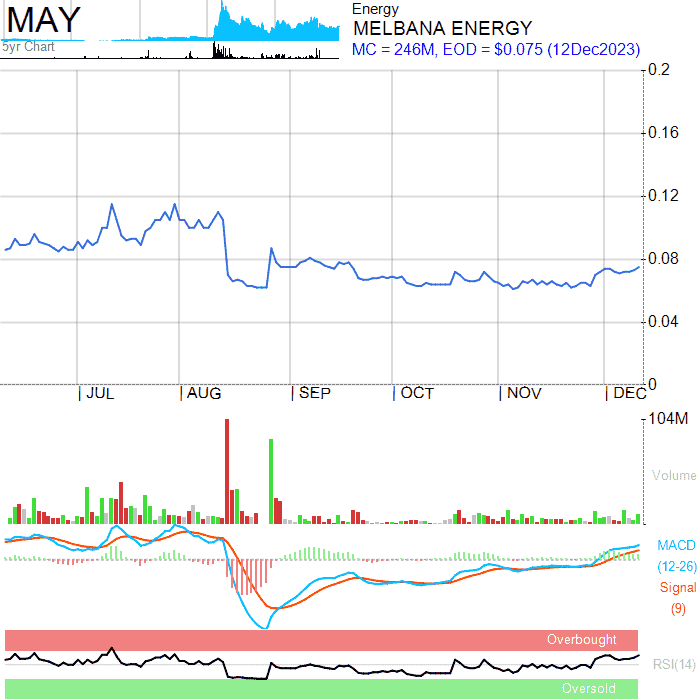 MAY
5yr Chart
Energy
MELBANA ENERGY
MC = 246M, EOD = $0.075 (12Dec2023)
0.2
0.16
0.12
0.08
0.04
0
| JUL | AUG | SEP | OCT | NOV | DEC
104M
Volume
MACD
(12-26)
Signal
(9)
Overbought
RSI(14)
Oversold